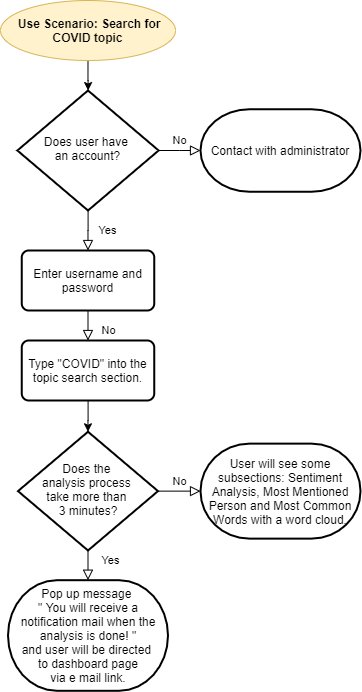 Use Scenario: Search for
COVID topic
Does user have
an account?
No
Contact with administrator
Yes
Enter username and
password
No
Type "COVID" into the
topic search section.
Does the
analysis process
take more than
3 minutes?
No
User will see some
subsections: Sentiment
Analysis, Most Mentioned
Person and Most Common
Words with a word cloud.
Yes
Pop up message
" You will receive a
notification mail when the
analysis is done! "
and user will be directed
to dashboard page
via e mail link.